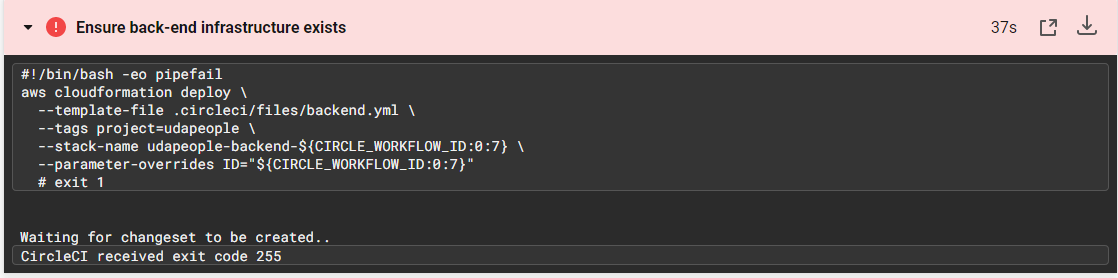 Ensure back-end infrastructure exists 37s
#!/bin/bash -eo pipefail
aws cloudformation deploy \
  --template-file .circleci/files/backend.yml \
  --tags project=udapeople \
  --stack-name udapeople-backend-${CIRCLE_WORKFLOW_ID:0:7} \
  --parameter-overrides ID="${CIRCLE_WORKFLOW_ID:0:7}"
  # exit 1
Waiting for changeset to be created..
CircleCI received exit code 255